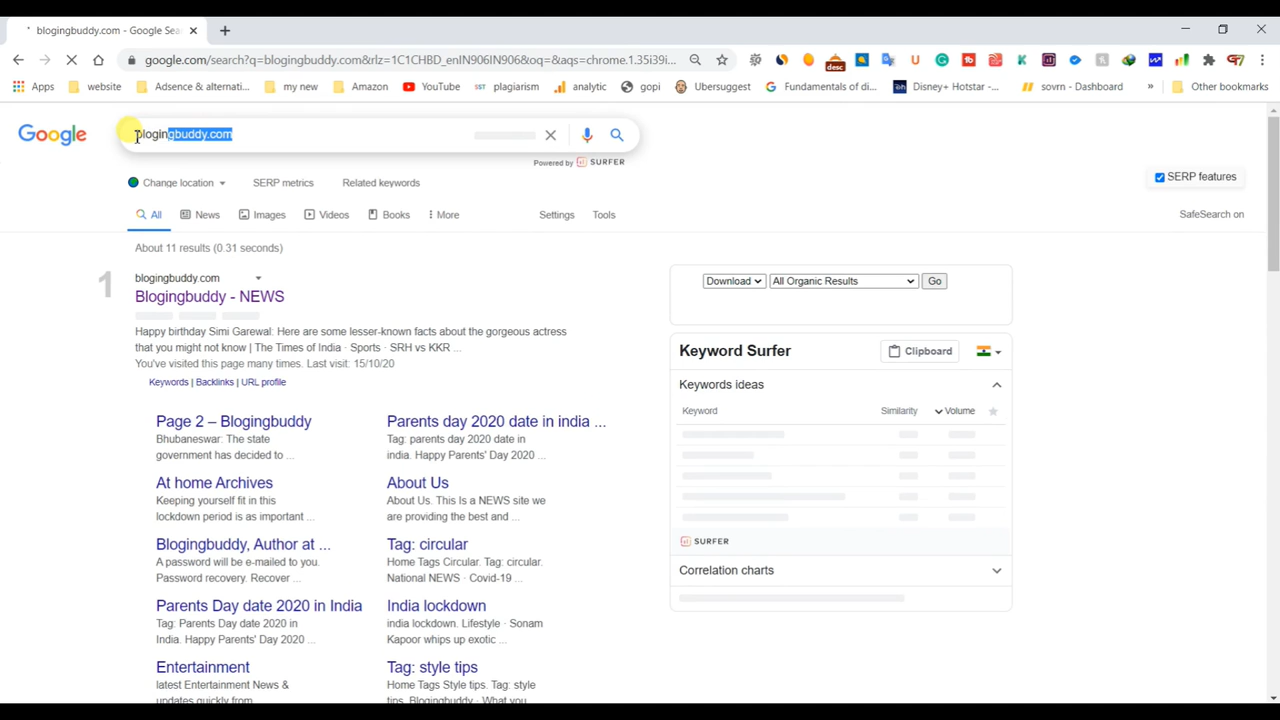 blogingbuddy.com - Google Sea
google.com/search?q=blogingbuddy.com&rlz=1C1CHBD_enIN906IN906&oq=&aqs=chrome.1.35i39i...
desc
Apps website Adsence & alternati... my new Amazon YouTube SST plagiarism analytic gopi Ubersuggest Fundamentals of di... Disney+ Hotstar - ... sovrn - Dashboard » Other bookmarks
Google blogingbuddy.com
Powered by SURFER
SERP features
Change location SERP metrics Related keywords
All News Images Videos Books More Settings Tools SafeSearch on
About 11 results (0.31 seconds)
1
blogingbuddy.com
Blogingbuddy - NEWS
Happy birthday Simi Garewal: Here are some lesser-known facts about the gorgeous actress
that you might not know | The Times of India · Sports · SRH vs KKR ...
You've visited this page many times. Last visit: 15/10/20
Keywords | Backlinks | URL profile
Page 2 – Blogingbuddy
Bhubaneswar: The state
government has decided to ...
Parents day 2020 date in india ...
Tag: parents day 2020 date in
india. Happy Parents' Day 2020 ...
At home Archives
Keeping yourself fit in this
lockdown period is as important ...
About Us
About Us. This Is a NEWS site we
are providing the best and ...
Blogingbuddy, Author at ...
A password will be e-mailed to you.
Password recovery. Recover ...
Tag: circular
Home Tags Circular. Tag: circular.
National NEWS · Covid-19 ...
Parents Day date 2020 in India
Tag: Parents Day date 2020 in
India. Happy Parents' Day 2020 ...
India lockdown
india lockdown. Lifestyle · Sonam
Kapoor whips up exotic ...
Entertainment
latest Entertainment News &
updates quickly from
Tag: style tips
Home Tags Style tips. Tag: style
tips. Blogingbuddy - What you
Download All Organic Results Go
Keyword Surfer Clipboard
Keywords ideas
Keyword Similarity Volume
SURFER
Correlation charts